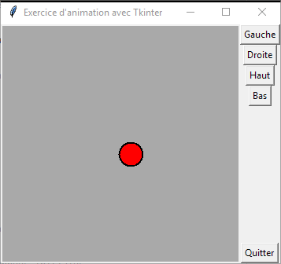 Exercice d'animation avec Tkinter
Gauche
Droite
Haut
Bas
Quitter